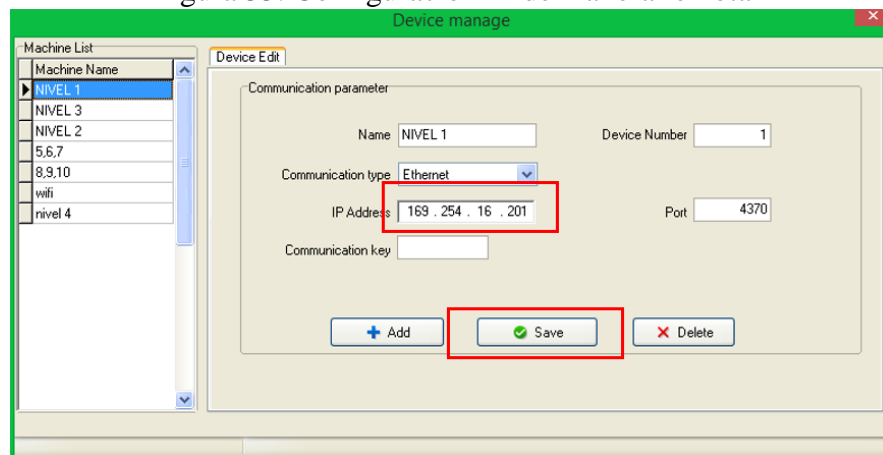 Device manage
Machine List
Machine Name
NIVEL 1
NIVEL 3
NIVEL 2
5,6,7
8,9,10
wifi
nivel 4
Device Edit
Communication parameter
Name NIVEL 1 Device Number 1
Communication type Ethernet
IP Address 169 . 254 . 16 . 201 Port 4370
Communication key
Add Save Delete